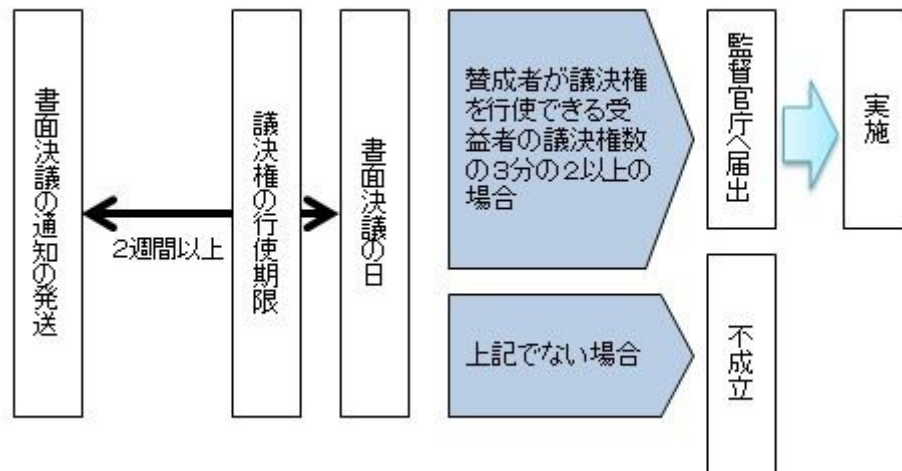 書面決議の通知の発送
2週間以上
議決権の行使期限
書面決議の日
賛成者が議決権
を行使できる受
益者の議決権数
の3分の2以上の
場合
監督官庁へ届出
実施
上記でない場合
不成立